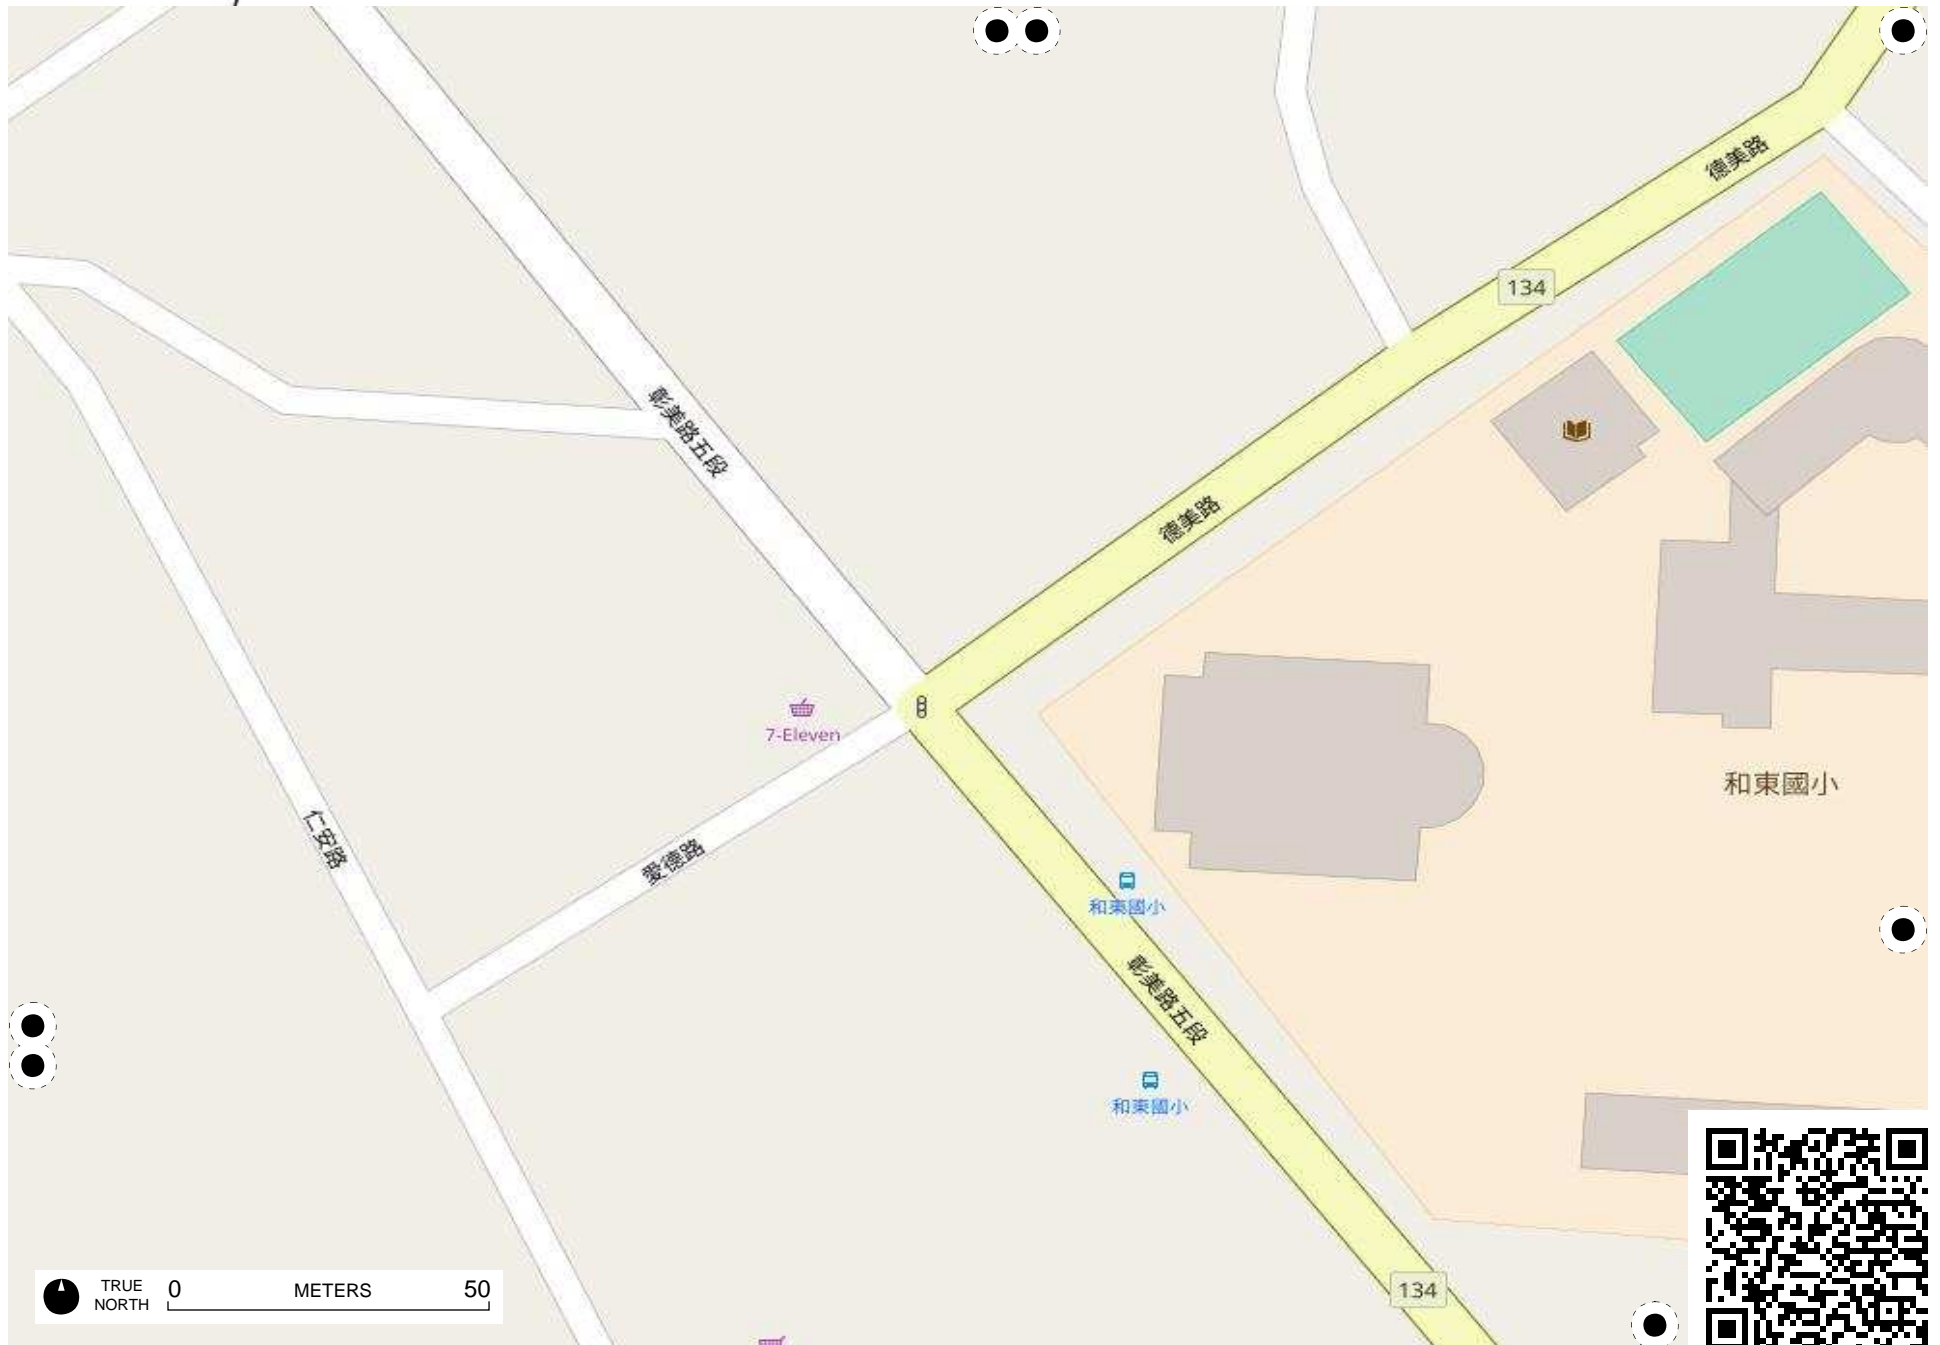 德美路
134
彰美路五段
德美路
7-Eleven
和東國小
仁安路
愛德路
和東國小
彰美路五段
和東國小
134
TRUE NORTH
0 METERS 50